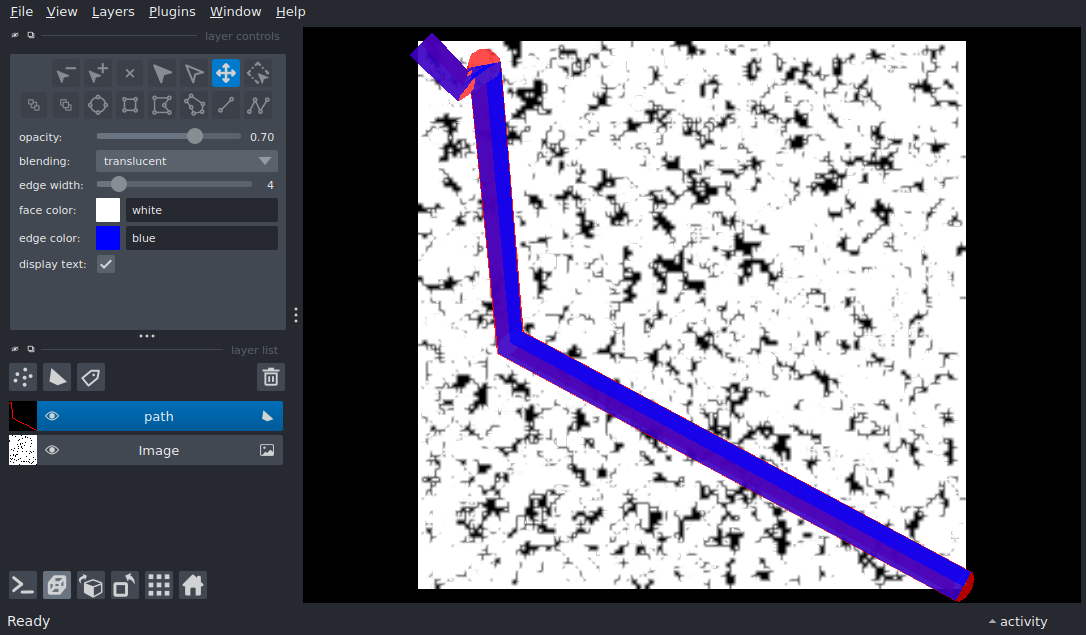 File View Layers Plugins Window Help
layer controls
opacity: 0.70
blending: translucent
edge width: 4
face color: white
edge color: blue
display text:
layer list
path
Image
Ready
activity